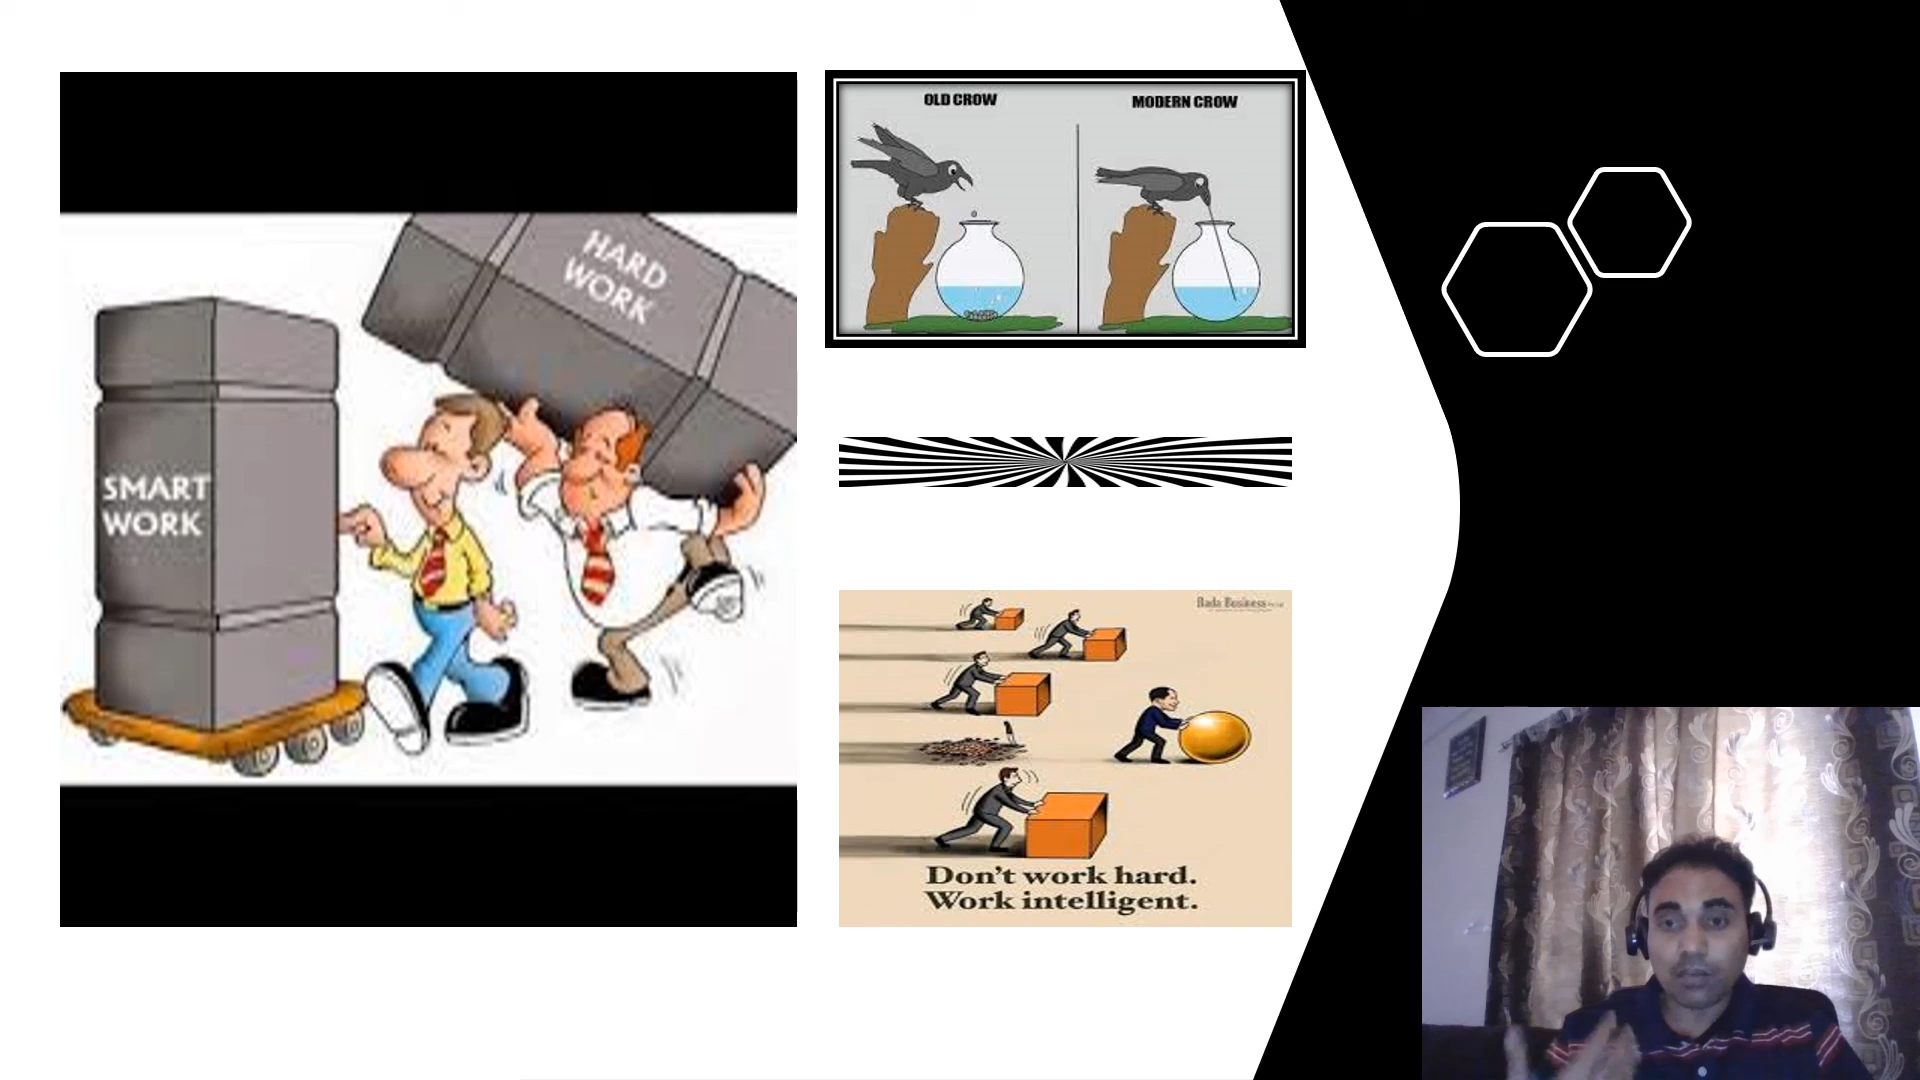 HARD
WORK
SMART
WORK
OLD CROW
MODERN CROW
Bada Business
Don't work hard.
Work intelligent.